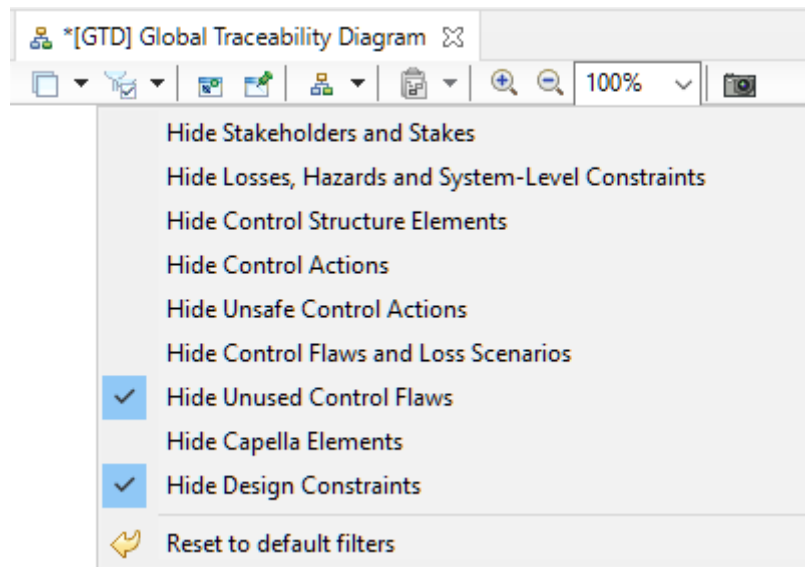 *[GTD] Global Traceability Diagram
100%
Hide Stakeholders and Stakes
Hide Losses, Hazards and System-Level Constraints
Hide Control Structure Elements
Hide Control Actions
Hide Unsafe Control Actions
Hide Control Flaws and Loss Scenarios
Hide Unused Control Flaws
Hide Capella Elements
Hide Design Constraints
Reset to default filters